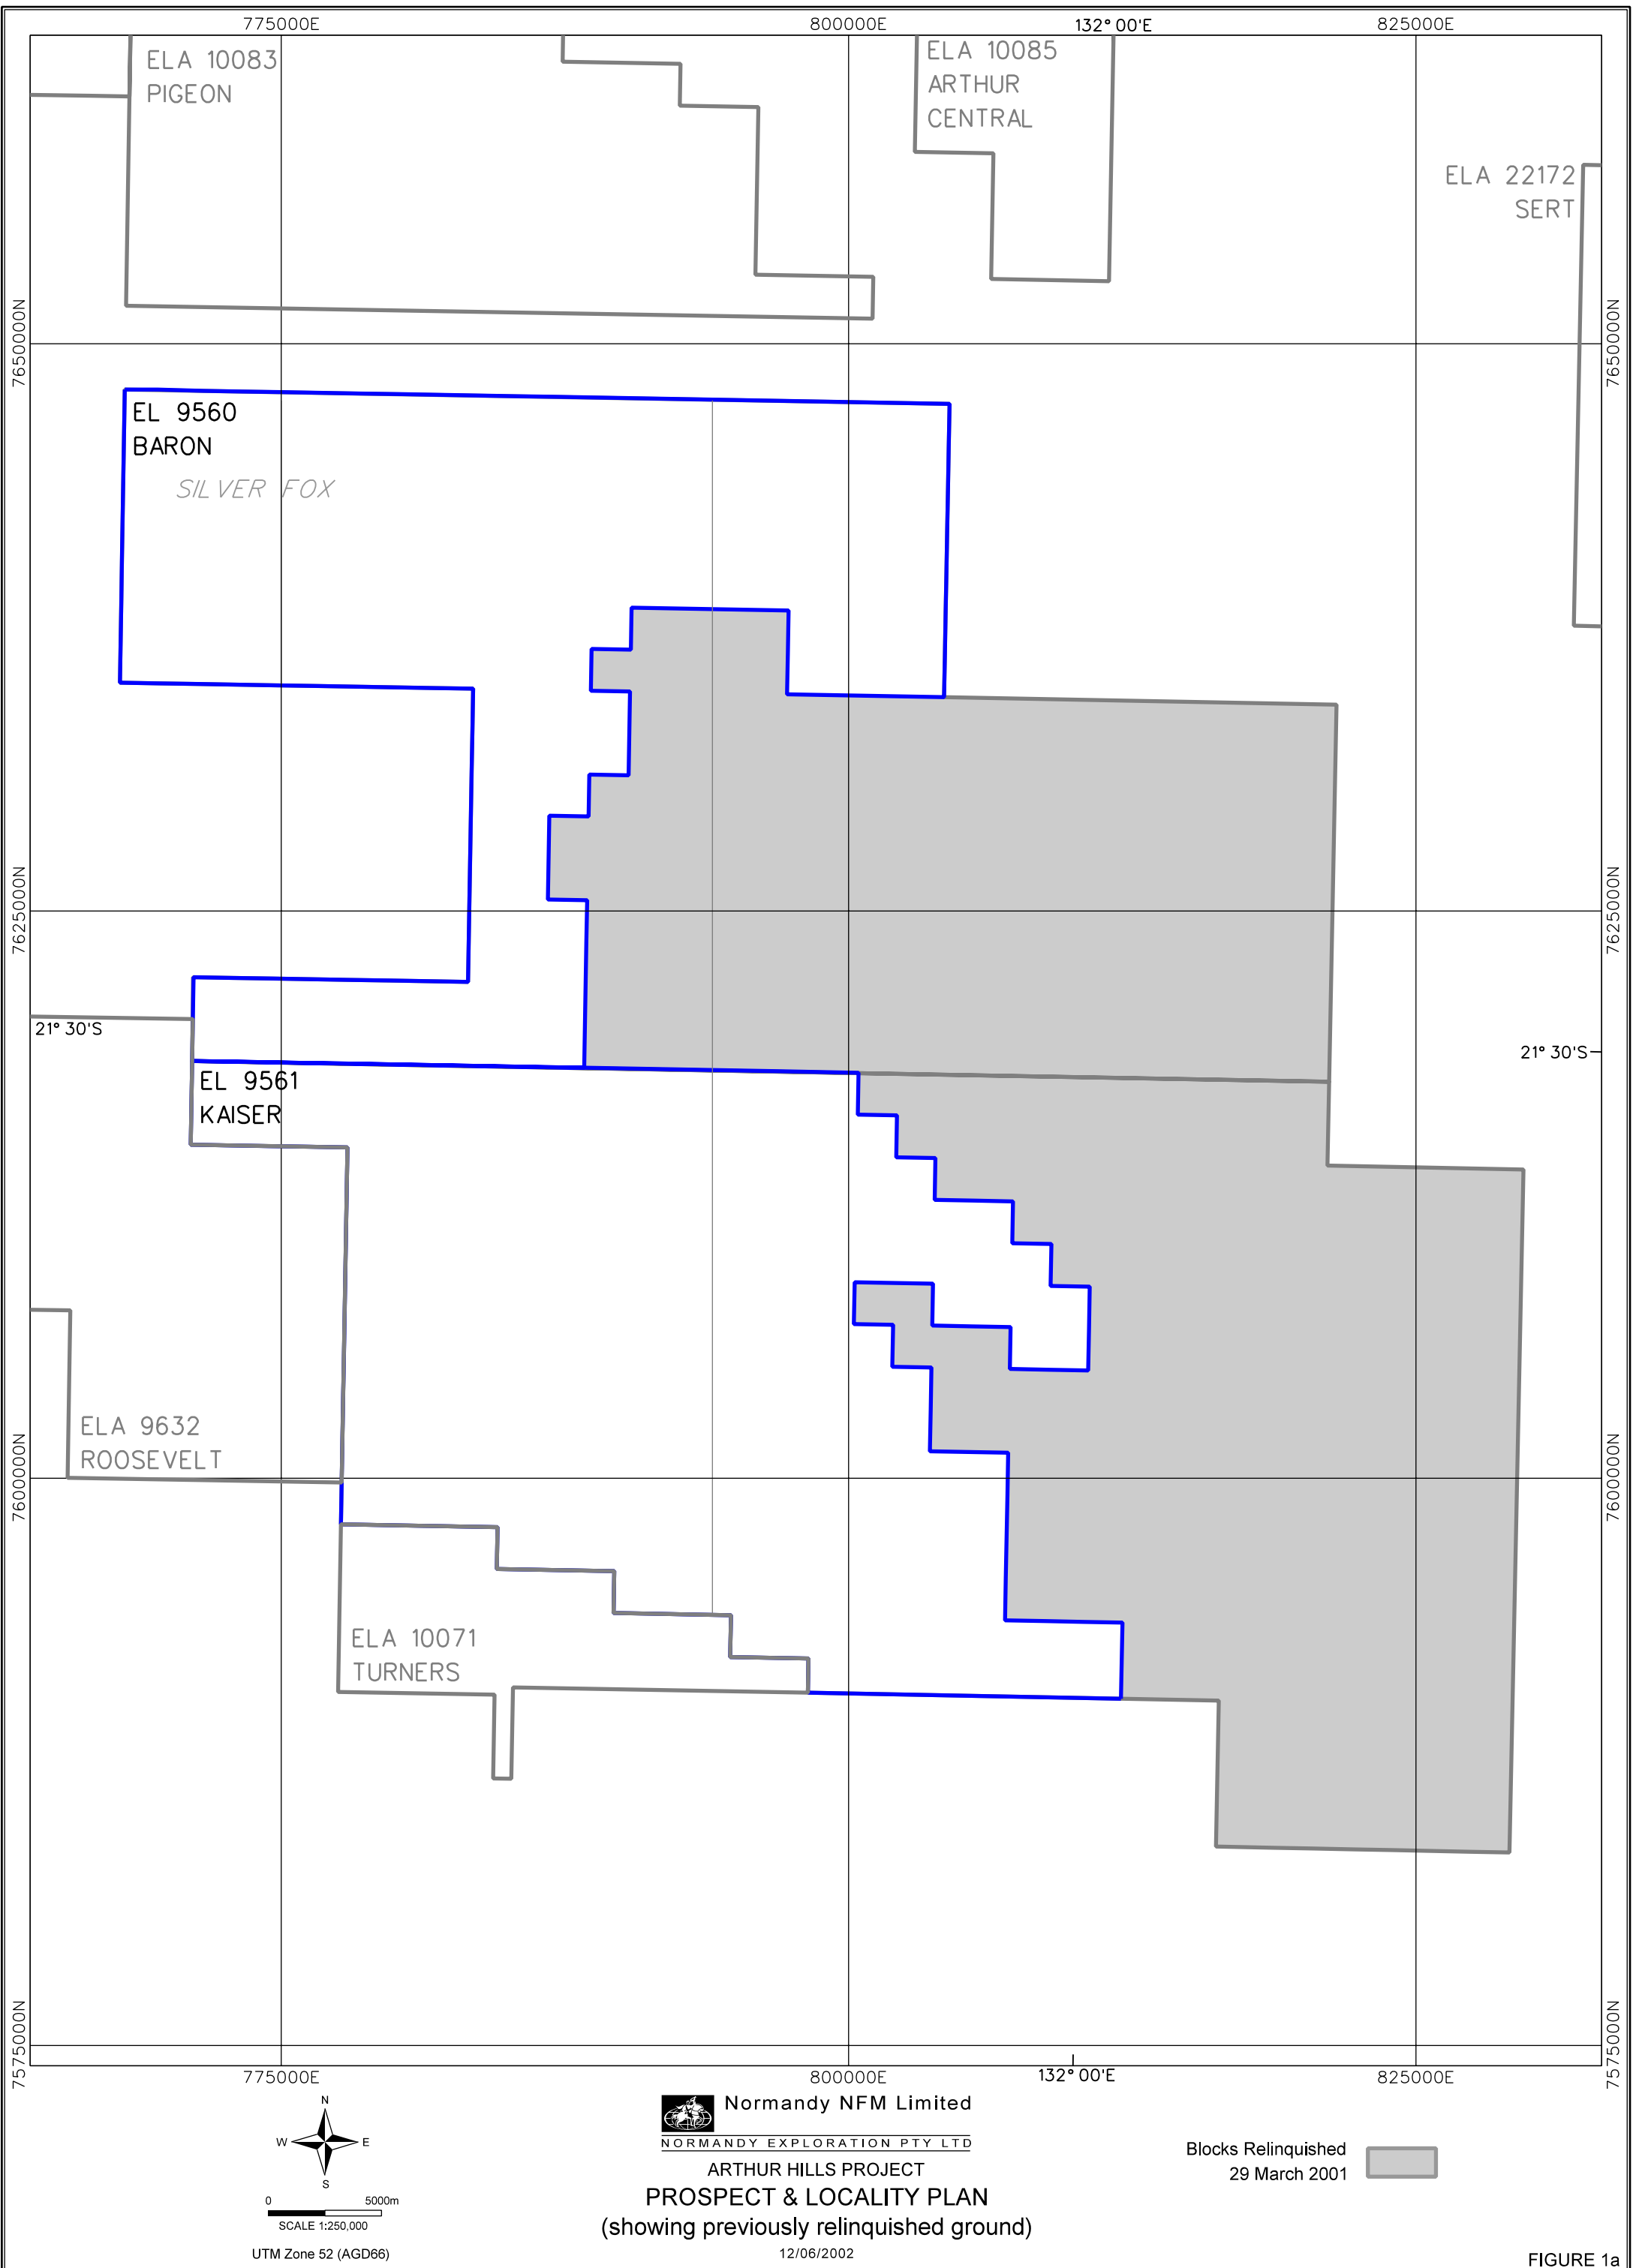 775000E
800000E
132° 00'E
825000E
ELA 10083
PIGEON
ELA 10085
ARTHUR
CENTRAL
ELA 22172
SERT
7650000N
7650000N
EL 9560
BARON
SILVER FOX
7625000N
7625000N
21° 30'S
21° 30'S
EL 9561
KAISER
ELA 9632
ROOSEVELT
7600000N
7600000N
ELA 10071
TURNERS
7575000N
7575000N
775000E
800000E
132° 00'E
825000E
N
W
E
S
0
5000m
SCALE 1:250,000
UTM Zone 52 (AGD66)
Normandy NFM Limited
NORMANDY EXPLORATION PTY LTD
ARTHUR HILLS PROJECT
PROSPECT & LOCALITY PLAN
(showing previously relinquished ground)
12/06/2002
Blocks Relinquished
29 March 2001
FIGURE 1a